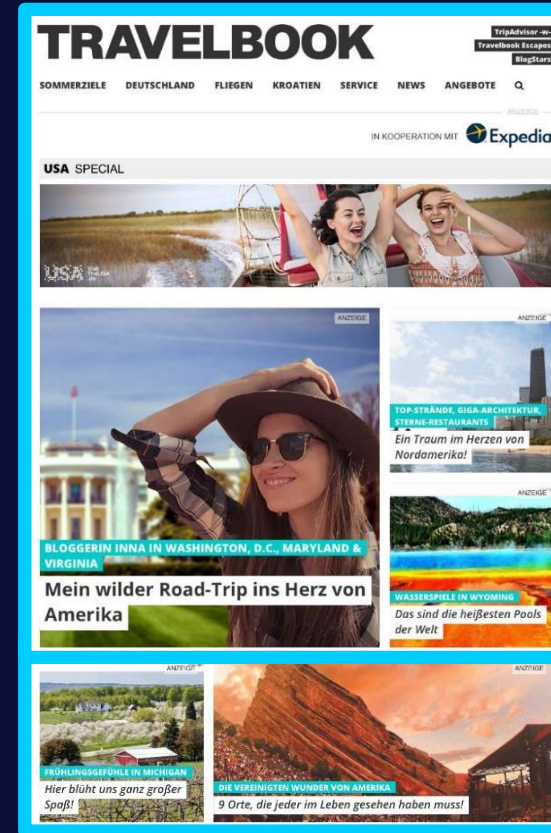 TRAVELBOOK
TripAdvisor -w-
Travelbook Escapes
BlogStars
SOMMERZIELE DEUTSCHLAND FLIEGEN KROATIEN SERVICE NEWS ANGEBOTE
ANZEIGE
IN KOOPERATION MIT Expedia
USA SPECIAL
USA
ANZEIGE
BLOGGERIN INNA IN WASHINGTON, D.C., MARYLAND &
VIRGINIA
Mein wilder Road-Trip ins Herz von
Amerika
ANZEIGE
TOP-STRÄNDE, GIGA-ARCHITEKTUR,
STERNE-RESTAURANTS
Ein Traum im Herzen von
Nordamerika!
ANZEIGE
WASSERSPIELE IN WYOMING
Das sind die heißesten Pools
der Welt
ANZEIGE
FRÜHLINGSGEFÜHLE IN MICHIGAN
Hier blüht uns ganz großer
Spaß!
ANZEIGE
DIE VEREINIGTEN WUNDER VON AMERIKA
9 Orte, die jeder im Leben gesehen haben muss!